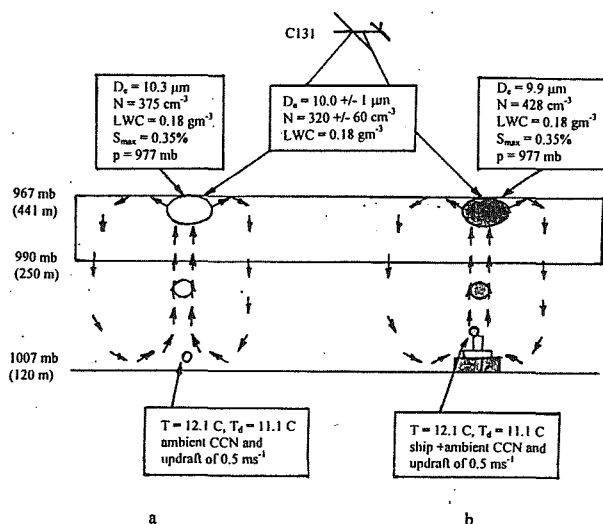 C131
Dₑ = 10.3 µm
N = 375 cm⁻³
LWC = 0.18 gm⁻³
Sₘₐₓ = 0.35%
p = 977 mb
Dₑ = 10.0 +/- 1 µm
N = 320 +/- 60 cm⁻³
LWC = 0.18 gm⁻³
Dₑ = 9.9 µm
N = 428 cm⁻³
LWC = 0.18 gm⁻³
Sₘₐₓ = 0.35%
p = 977 mb
967 mb
(441 m)
990 mb
(250 m)
1007 mb
(120 m)
T = 12.1 C, T_d = 11.1 C
ambient CCN and
updraft of 0.5 ms⁻¹
T = 12.1 C, T_d = 11.1 C
ship +ambient CCN and
updraft of 0.5 ms⁻¹
a
b